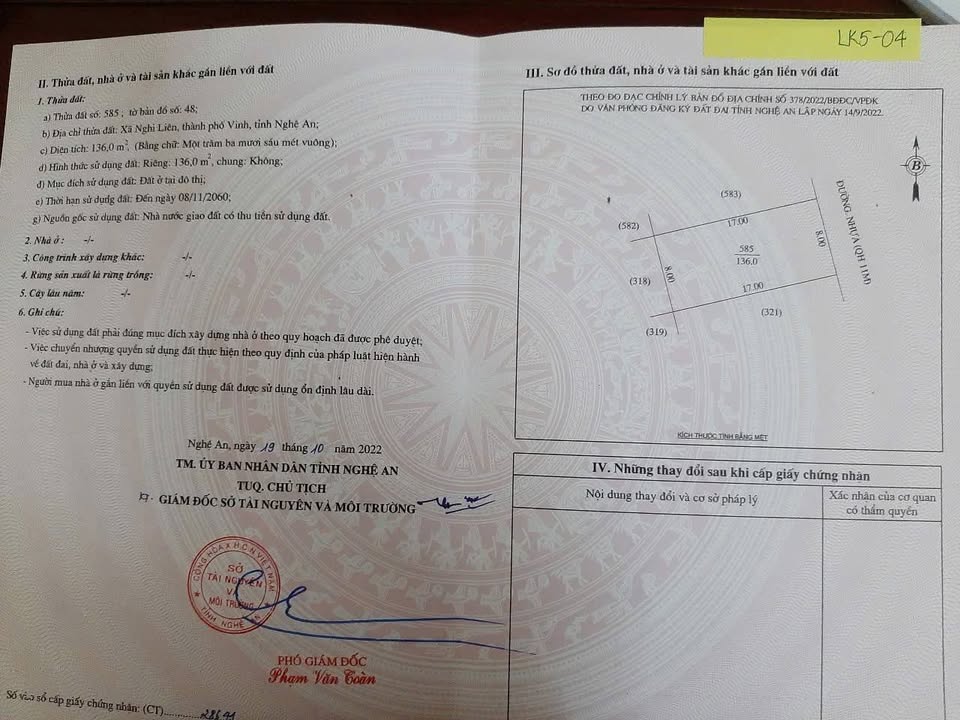 LK5-04
II. Thửa đất, nhà ở và tài sản khác gắn liền với đất
1. Thửa đất:
a) Thửa đất số: 585 ; tờ bản đồ số: 48;
b) Địa chỉ thửa đất: Xã Nghi Liên, thành phố Vinh, tỉnh Nghệ An;
c) Diện tích: 136,0 m², (Bằng chữ: Một trăm ba mươi sáu mét vuông);
d) Hình thức sử dụng đất: Riêng: 136,0 m², chung: Không;
đ) Mục đích sử dụng đất: Đất ở tại đô thị;
e) Thời hạn sử dụng đất: Đến ngày 08/11/2060;
g) Nguồn gốc sử dụng đất: Nhà nước giao đất có thu tiền sử dụng đất.
2. Nhà ở : -/-
3. Công trình xây dựng khác: -/-
4. Rừng sản xuất là rừng trồng: -/-
5. Cây lâu năm: -/-
6. Ghi chú:
- Việc sử dụng đất phải đúng mục đích xây dựng nhà ở theo quy hoạch đã được phê duyệt;
- Việc chuyển nhượng quyền sử dụng đất thực hiện theo quy định của pháp luật hiện hành
về đất đai, nhà ở và xây dựng;
- Người mua nhà ở gắn liền với quyền sử dụng đất được sử dụng ổn định lâu dài.
Nghệ An, ngày 19 tháng 10 năm 2022
TM. ỦY BAN NHÂN DÂN TỈNH NGHỆ AN
TUQ. CHỦ TỊCH
GIÁM ĐỐC SỞ TÀI NGUYÊN VÀ MÔI TRƯỜNG
CỘNG HÒA X.H.C.N VIỆT NAM
SỞ
TÀI NGUYÊN
VÀ
MÔI TRƯỜNG
TỈNH NGHỆ AN
PHÓ GIÁM ĐỐC
Phạm Văn Toàn
Số vào sổ cấp giấy chứng nhận: (CT)..........
III. Sơ đồ thửa đất, nhà ở và tài sản khác gắn liền với đất
THEO ĐO ĐẠC CHỈNH LÝ BẢN ĐỒ ĐỊA CHÍNH SỐ 378/2022/BĐĐC/VPĐK
DO VĂN PHÒNG ĐĂNG KÝ ĐẤT ĐAI TỈNH NGHỆ AN LẬP NGÀY 14/9/2022.
B
(583)
(582)
17.00
ĐƯỜNG NHỰA (QH 11M)
8.00
585
136.0
8.00
(318)
17.00
(321)
(319)
KÍCH THƯỚC TÍNH BẰNG MÉT
IV. Những thay đổi sau khi cấp giấy chứng nhận
Nội dung thay đổi và cơ sở pháp lý
Xác nhận của cơ quan
có thẩm quyền